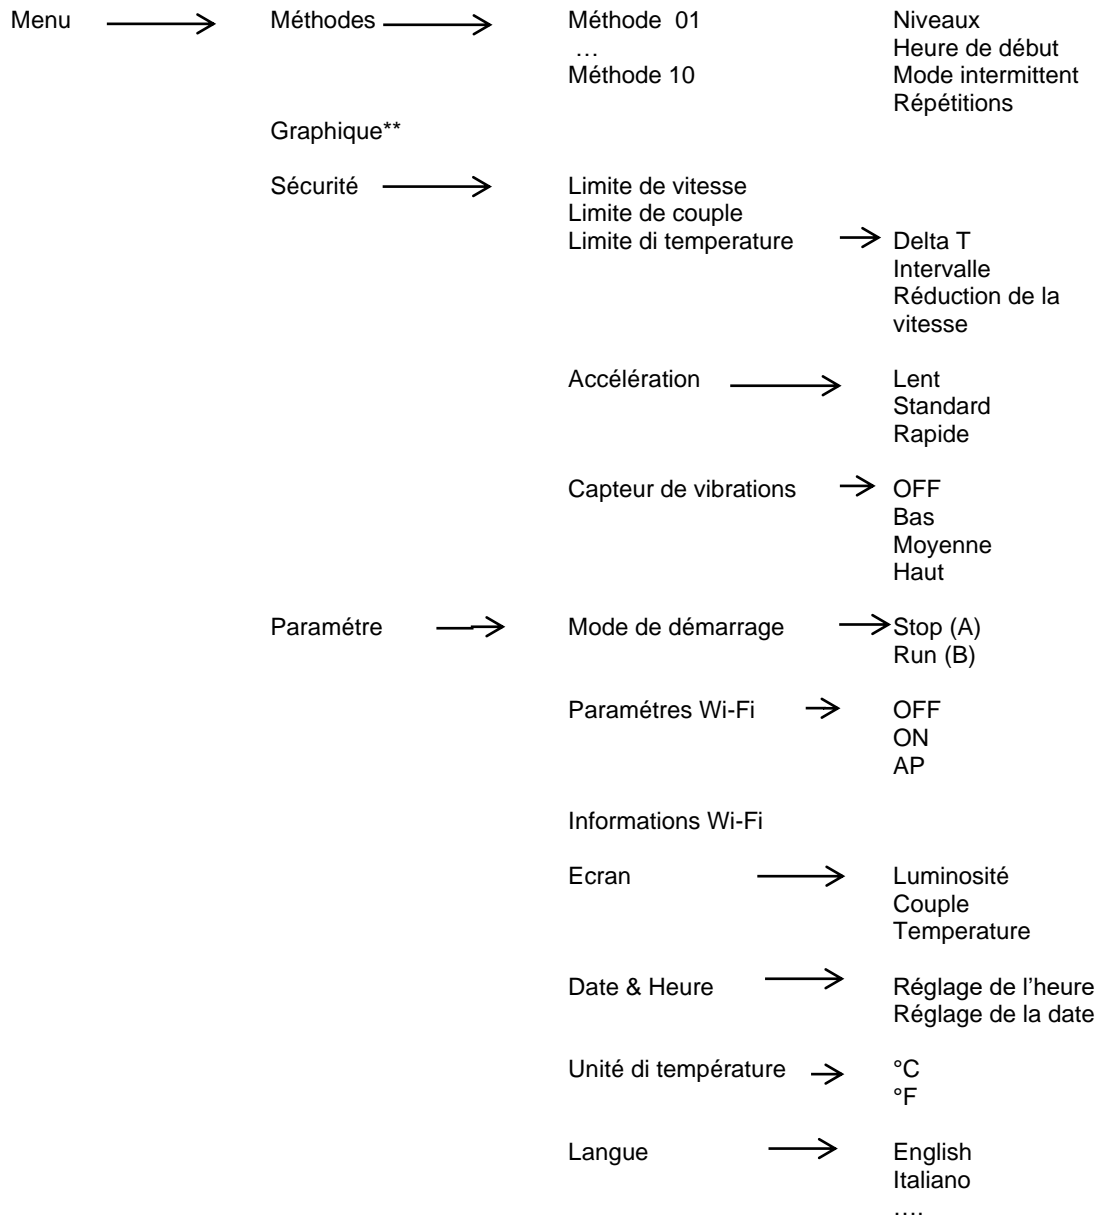 Menu Méthodes Méthode 01 Niveaux
… Heure de début
Méthode 10 Mode intermittent
Répétitions
Graphique**
Sécurité Limite de vitesse
Limite de couple
Limite di temperature Delta T
Intervalle
Réduction de la
vitesse
Accélération Lent
Standard
Rapide
Capteur de vibrations OFF
Bas
Moyenne
Haut
Paramétre Mode de démarrage Stop (A)
Run (B)
Paramétres Wi-Fi OFF
ON
AP
Informations Wi-Fi
Ecran Luminosité
Couple
Temperature
Date & Heure Réglage de l’heure
Réglage de la date
Unité di température °C
°F
Langue English
Italiano
….